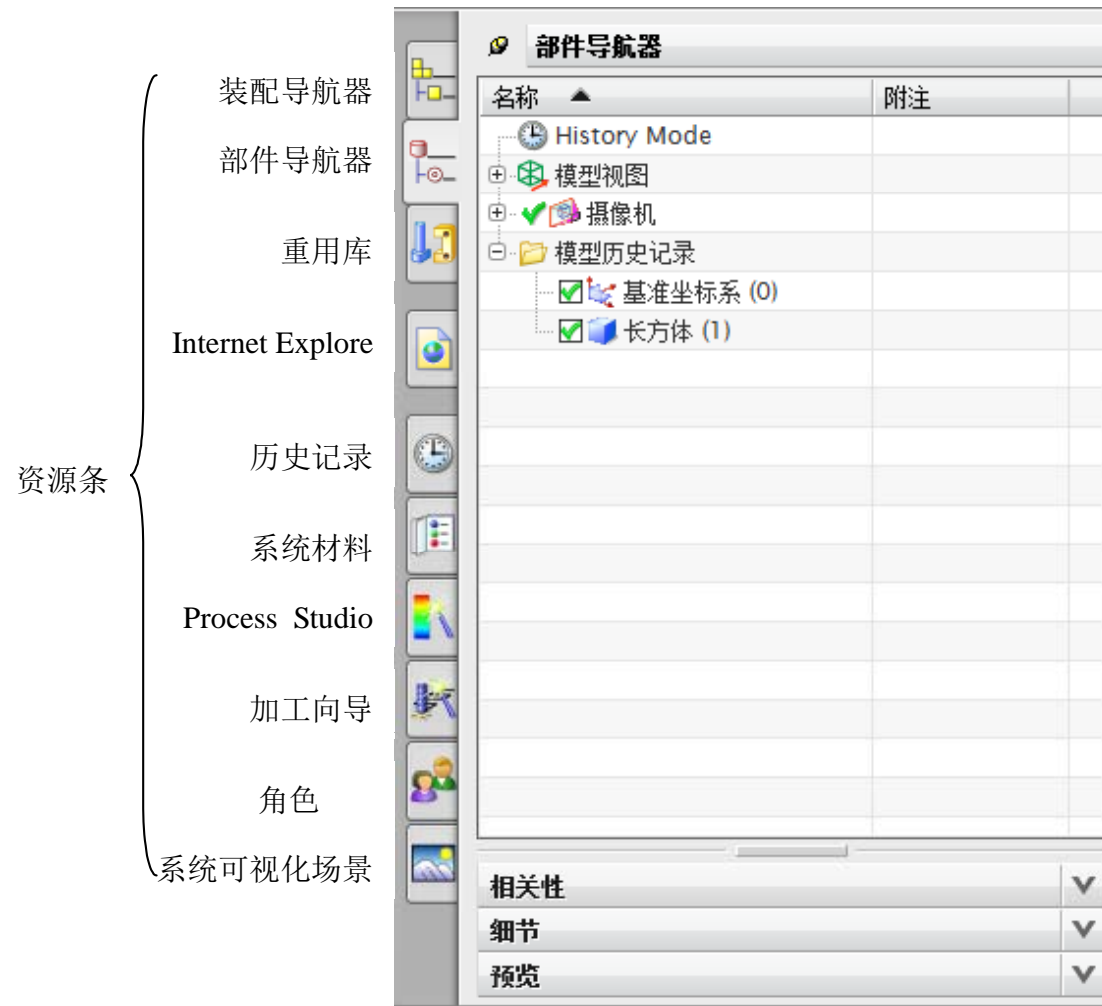 资源条
装配导航器
部件导航器
重用库
Internet Explore
历史记录
系统材料
Process Studio
加工向导
角色
系统可视化场景
部件导航器
名称 附注
History Mode
模型视图
摄像机
模型历史记录
基准坐标系 (0)
长方体 (1)
相关性
细节
预览